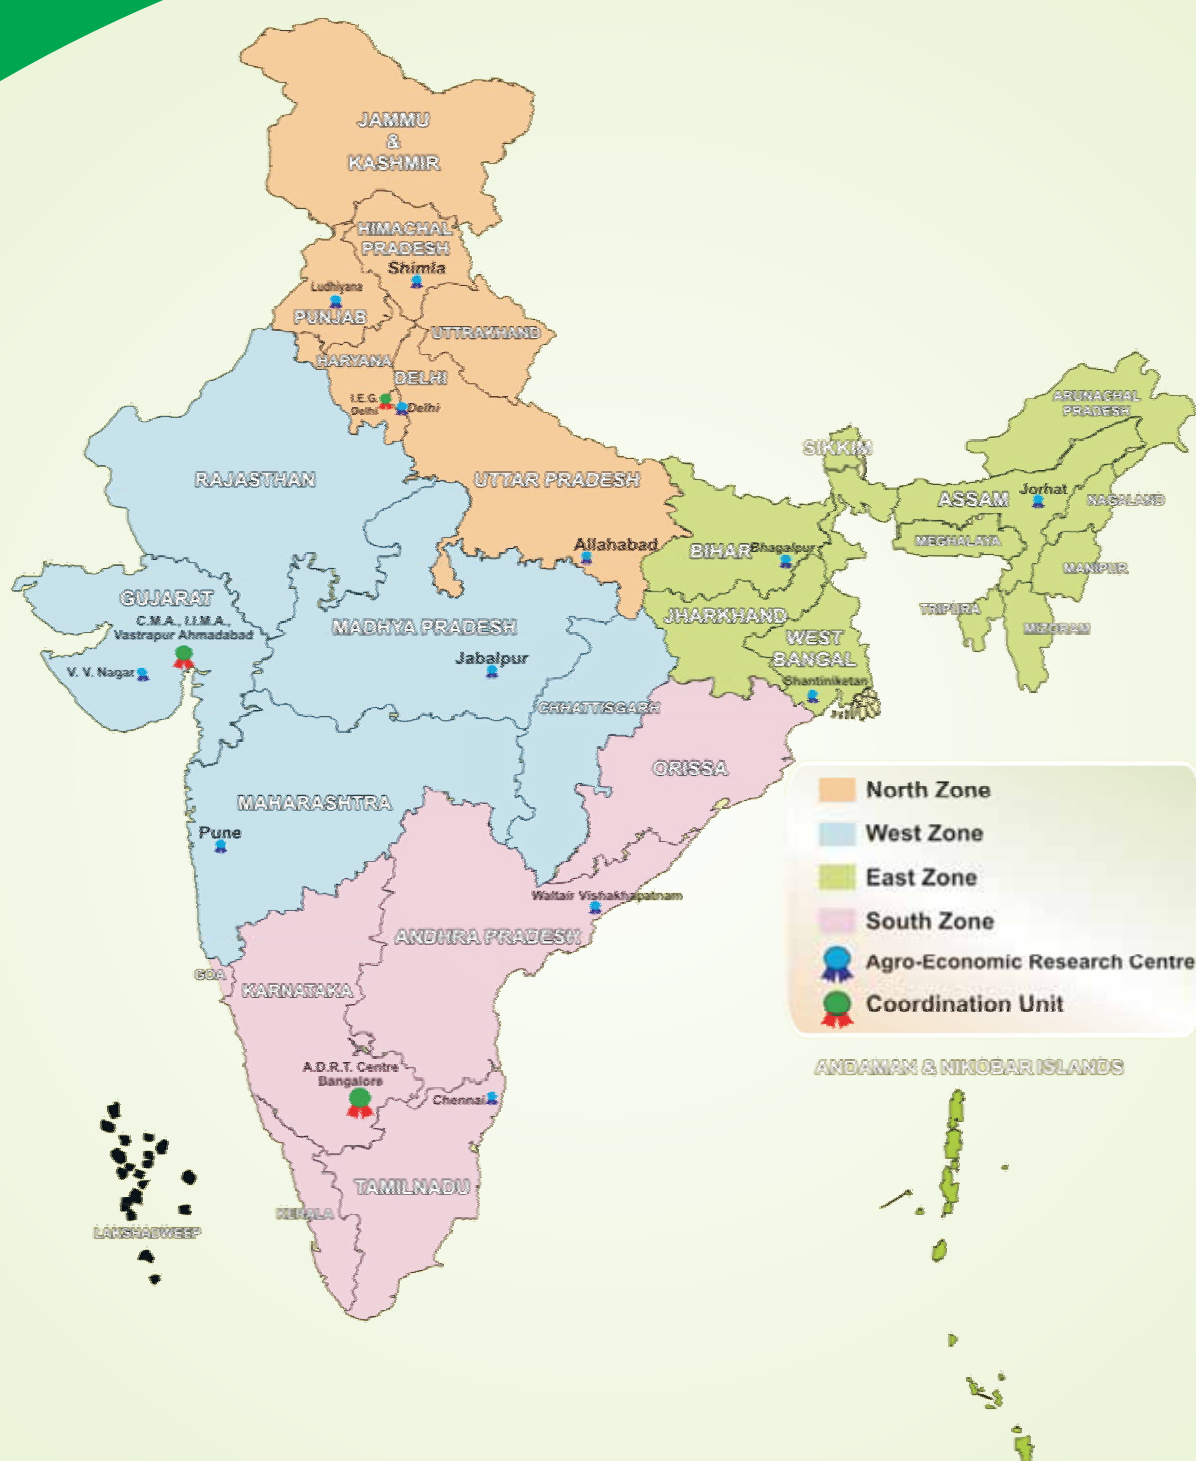 JAMMU
&
KASHMIR
HIMACHAL
PRADESH
Shimla
Ludhiyana
PUNJAB
UTTRAKHAND
HARYANA
DELHI
I.E.G.
Delhi
Delhi
ARUNACHAL
PRADESH
SIKKIM
RAJASTHAN
UTTAR PRADESH
ASSAM
Jorhat
NAGALAND
Allahabad
BIHAR
Bhagalpur
MEGHALAYA
MANIPUR
GUJARAT
C.M.A., I.I.M.A.,
Vastrapur Ahmadabad
MADHYA PRADESH
JHARKHAND
TRIPURA
MIZORAM
WEST
BANGAL
Jabalpur
V. V. Nagar
Shantiniketan
CHHATTISGARH
ORISSA
MAHARASHTRA
Pune
North Zone
West Zone
East Zone
South Zone
Agro-Economic Research Centre
Coordination Unit
Waltair Vishakhapatnam
ANDHRA PRADESH
GOA
KARNATAKA
A.D.R.T. Centre
Bangalore
Chennai
ANDAMAN & NIKOBAR ISLANDS
TAMILNADU
KERALA
LAKSHADWEEP